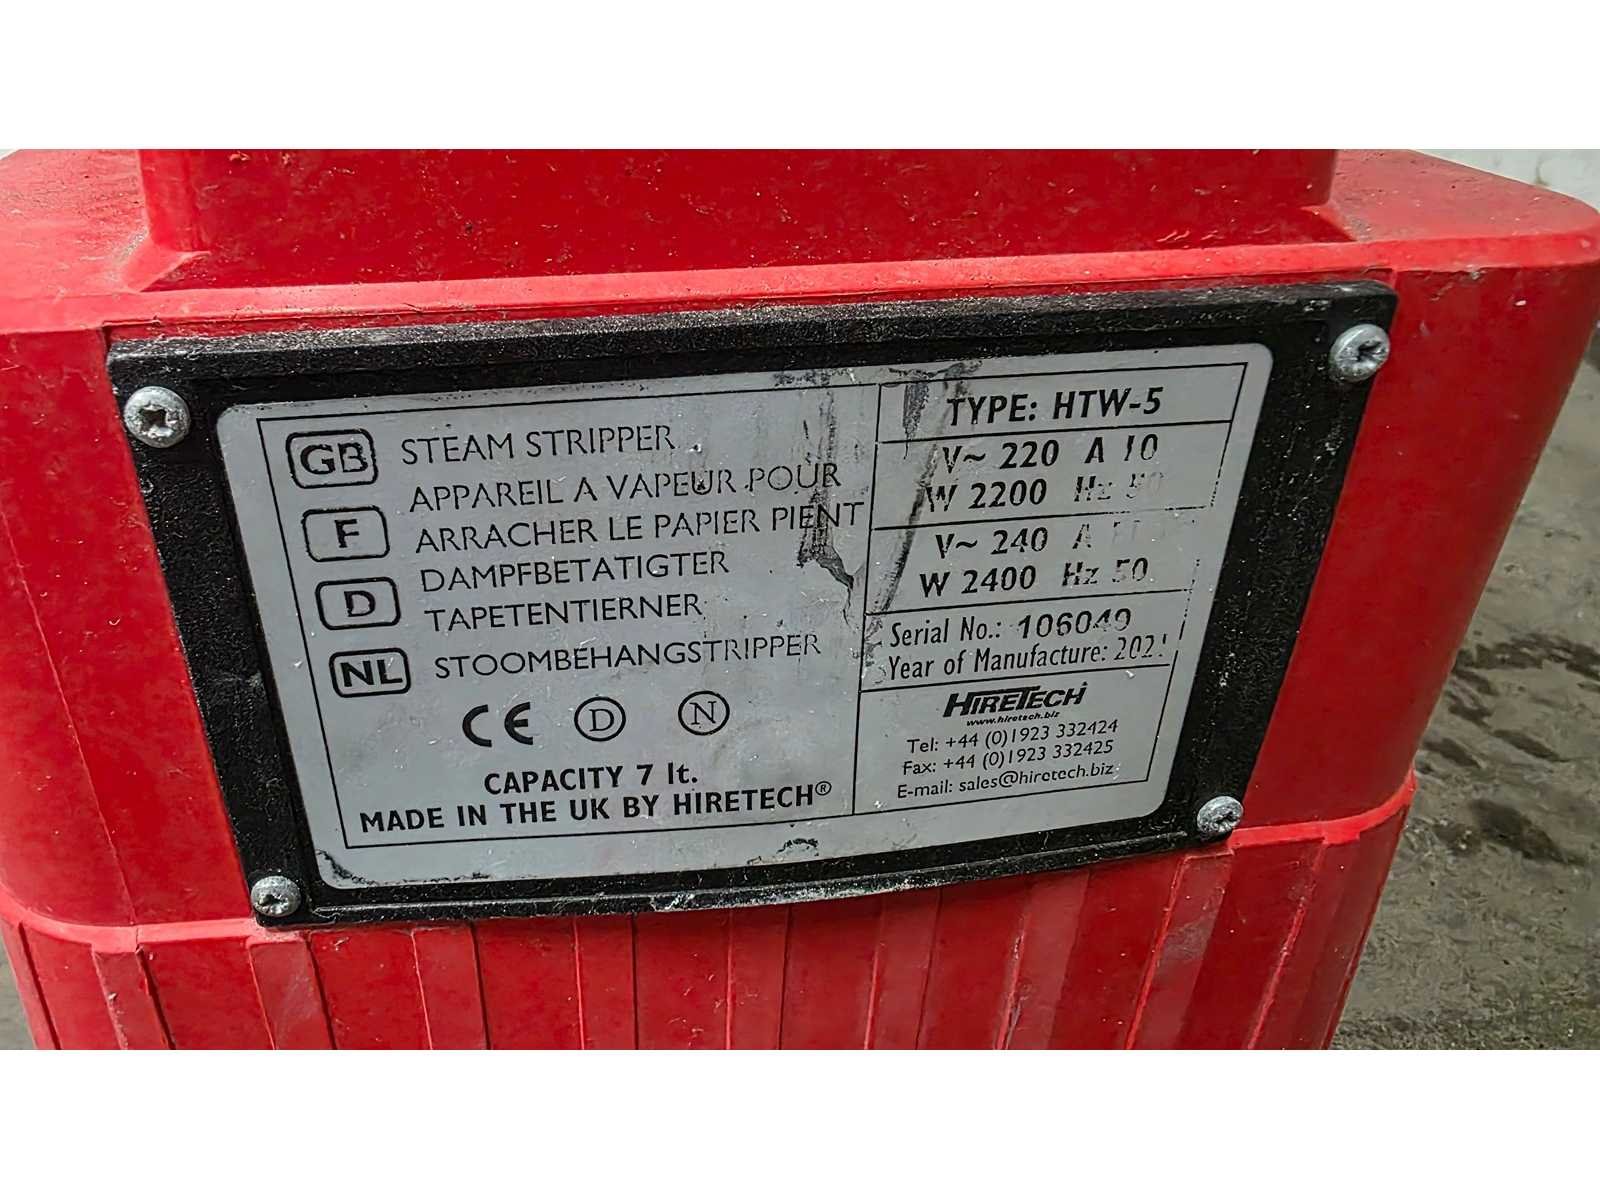 GB STEAM STRIPPER
APPAREIL A VAPEUR POUR
F ARRACHER LE PAPIER PIENT
DAMPFBETATIGTER
D TAPETENTIERNER
NL STOOMBEHANGSTRIPPER
CE D N
CAPACITY 7 lt.
MADE IN THE UK BY HIRETECH®
TYPE: HTW-5
V~ 220 A 10
W 2200 Hz 50
V~ 240 A
W 2400 Hz 50
Serial No.: 106049
Year of Manufacture:
HIRETECH
www.hiretech.biz
Tel: +44 (0)1923 332424
Fax: +44 (0)1923 332425
E-mail: sales@hiretech.biz